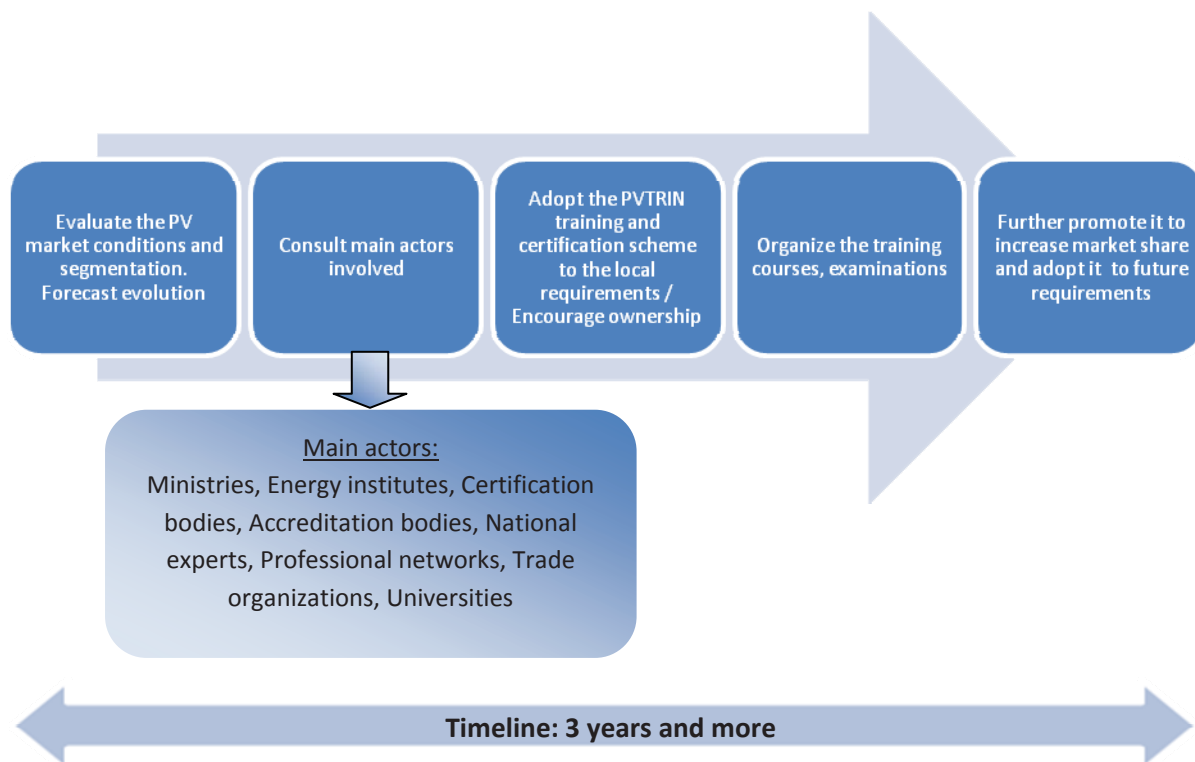 Evaluate the PV
market conditions and
segmentation.
Forecast evolution
Consult main actors
involved
Adopt the PVTRIN
training and
certification scheme
to the local
requirements /
Encourage ownership
Organize the training
courses, examinations
Further promote it to
increase market share
and adopt it to future
requirements
Main actors:
Ministries, Energy institutes, Certification
bodies, Accreditation bodies, National
experts, Professional networks, Trade
organizations, Universities
Timeline: 3 years and more